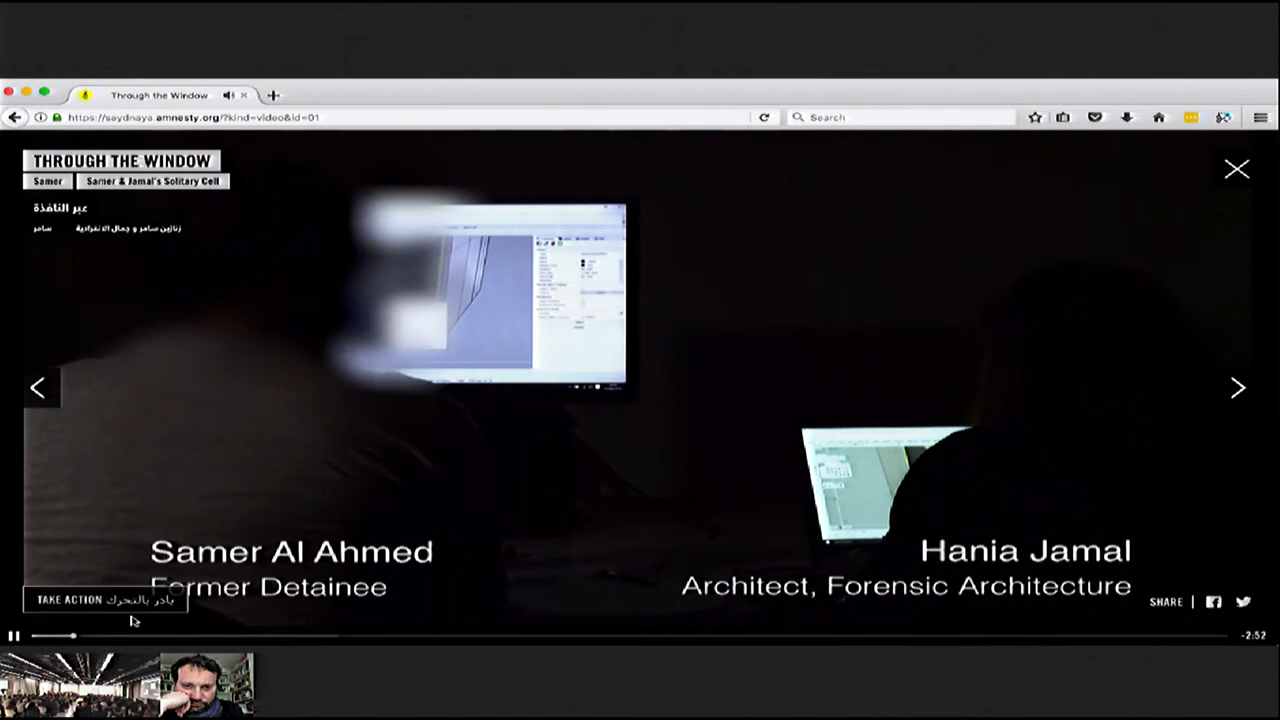 Through the Window
https://saydnaya.amnesty.org/?kind=video&id=01
Search
THROUGH THE WINDOW
Samer
Samer & Jamal's Solitary Cell
عبر النافذة
سامر
زنازين سامر و جمال الانفرادية
Samer Al Ahmed
Former Detainee
Hania Jamal
Architect, Forensic Architecture
TAKE ACTION بادر بالتحرك
SHARE
-2:52